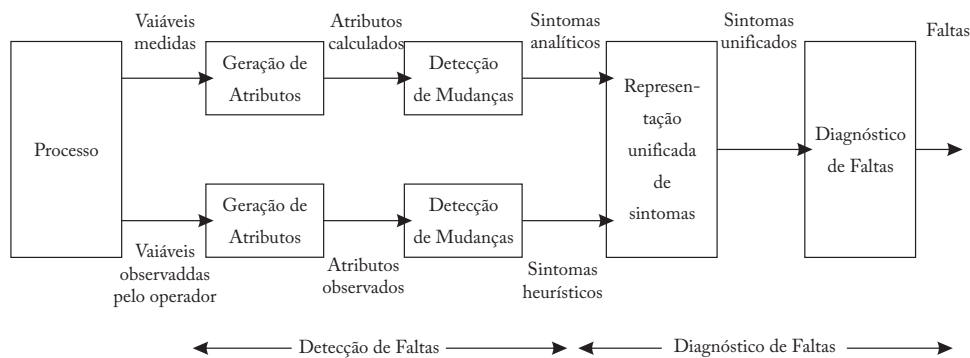 Vaiáveis
medidas
Atributos
calculados
Sintomas
analíticos
Sintomas
unificados
Faltas
Processo
Geração de
Atributos
Detecção
de Mudanças
Represen-
tação
unificada
de
sintomas
Diagnóstico
de Faltas
Geração de
Atributos
Detecção
de Mudanças
Vaiáveis
observaddas
pelo operador
Atributos
observados
Sintomas
heurísticos
Detecção de Faltas
Diagnóstico de Faltas